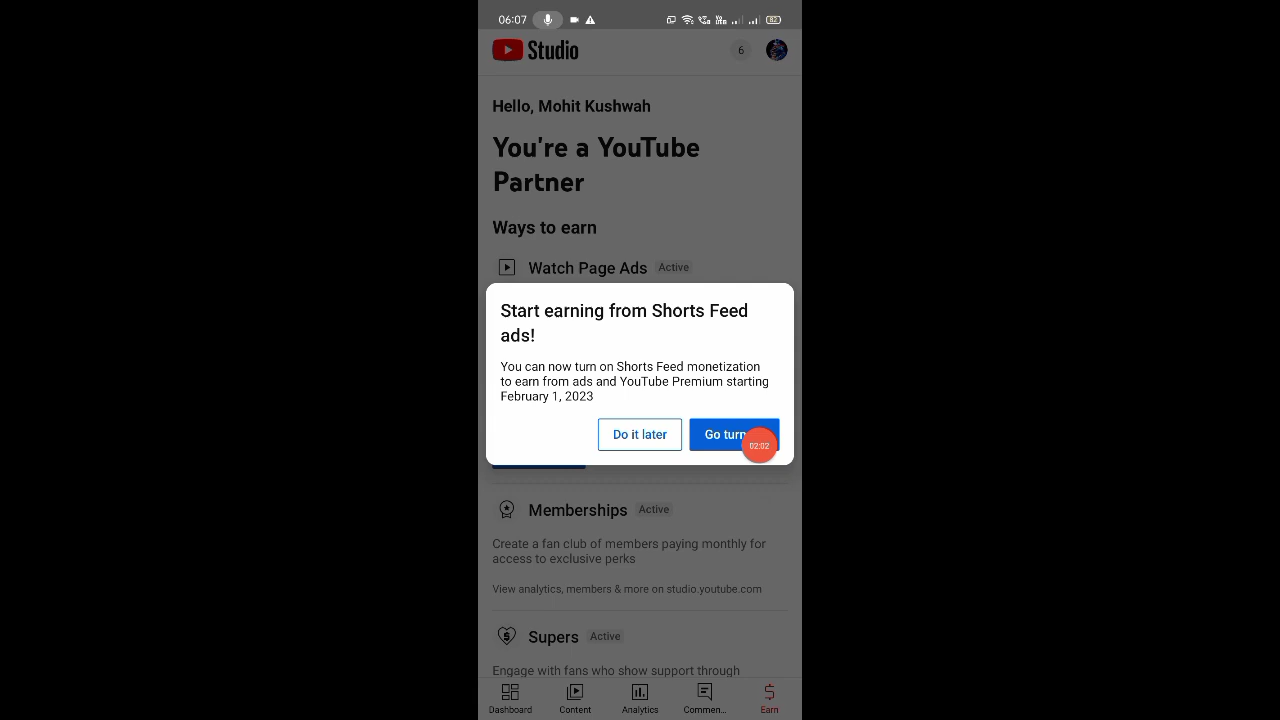 06:07
82
Studio
6
Hello, Mohit Kushwah
You're a YouTube
Partner
Ways to earn
Watch Page Ads Active
Start earning from Shorts Feed
ads!
You can now turn on Shorts Feed monetization
to earn from ads and YouTube Premium starting
February 1, 2023
Do it later
Go turn
02:02
Memberships Active
Create a fan club of members paying monthly for
access to exclusive perks
View analytics, members & more on studio.youtube.com
Supers Active
Engage with fans who show support through
Dashboard Content Analytics Commen... Earn